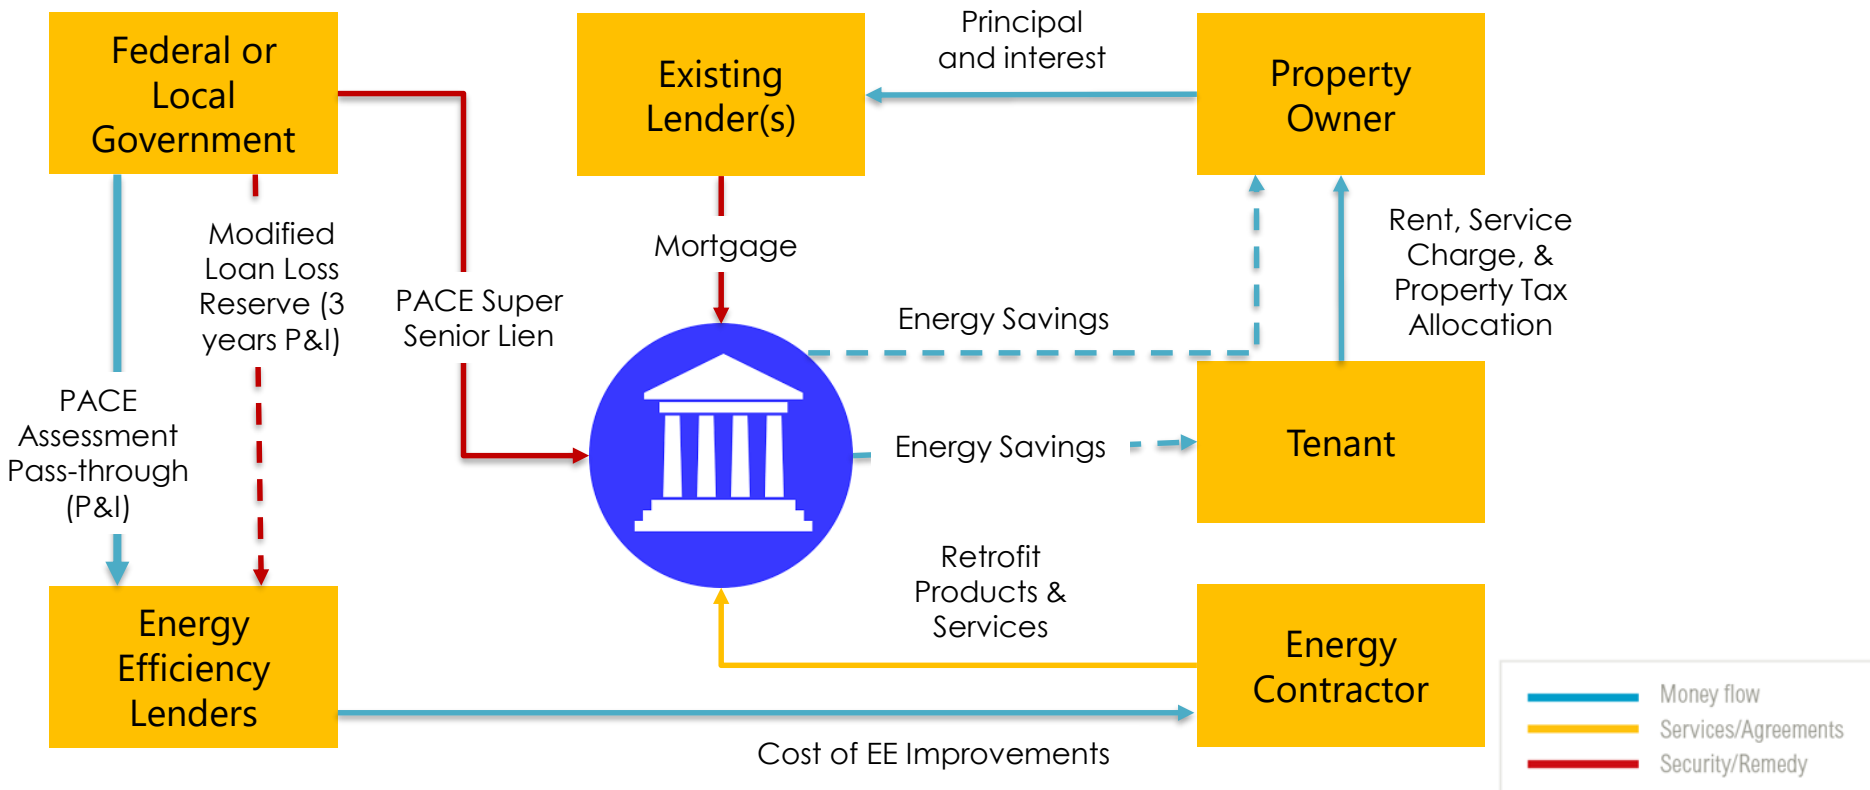 Federal or
Local
Government
Existing
Lender(s)
Principal
and interest
Property
Owner
Modified
Loan Loss
Reserve (3
years P&I)
PACE Super
Senior Lien
Mortgage
Energy Savings
Rent, Service
Charge, &
Property Tax
Allocation
PACE
Assessment
Pass-through
(P&I)
Energy Savings
Tenant
Retrofit
Products &
Services
Energy
Efficiency
Lenders
Energy
Contractor
Cost of EE Improvements
Money flow
Services/Agreements
Security/Remedy